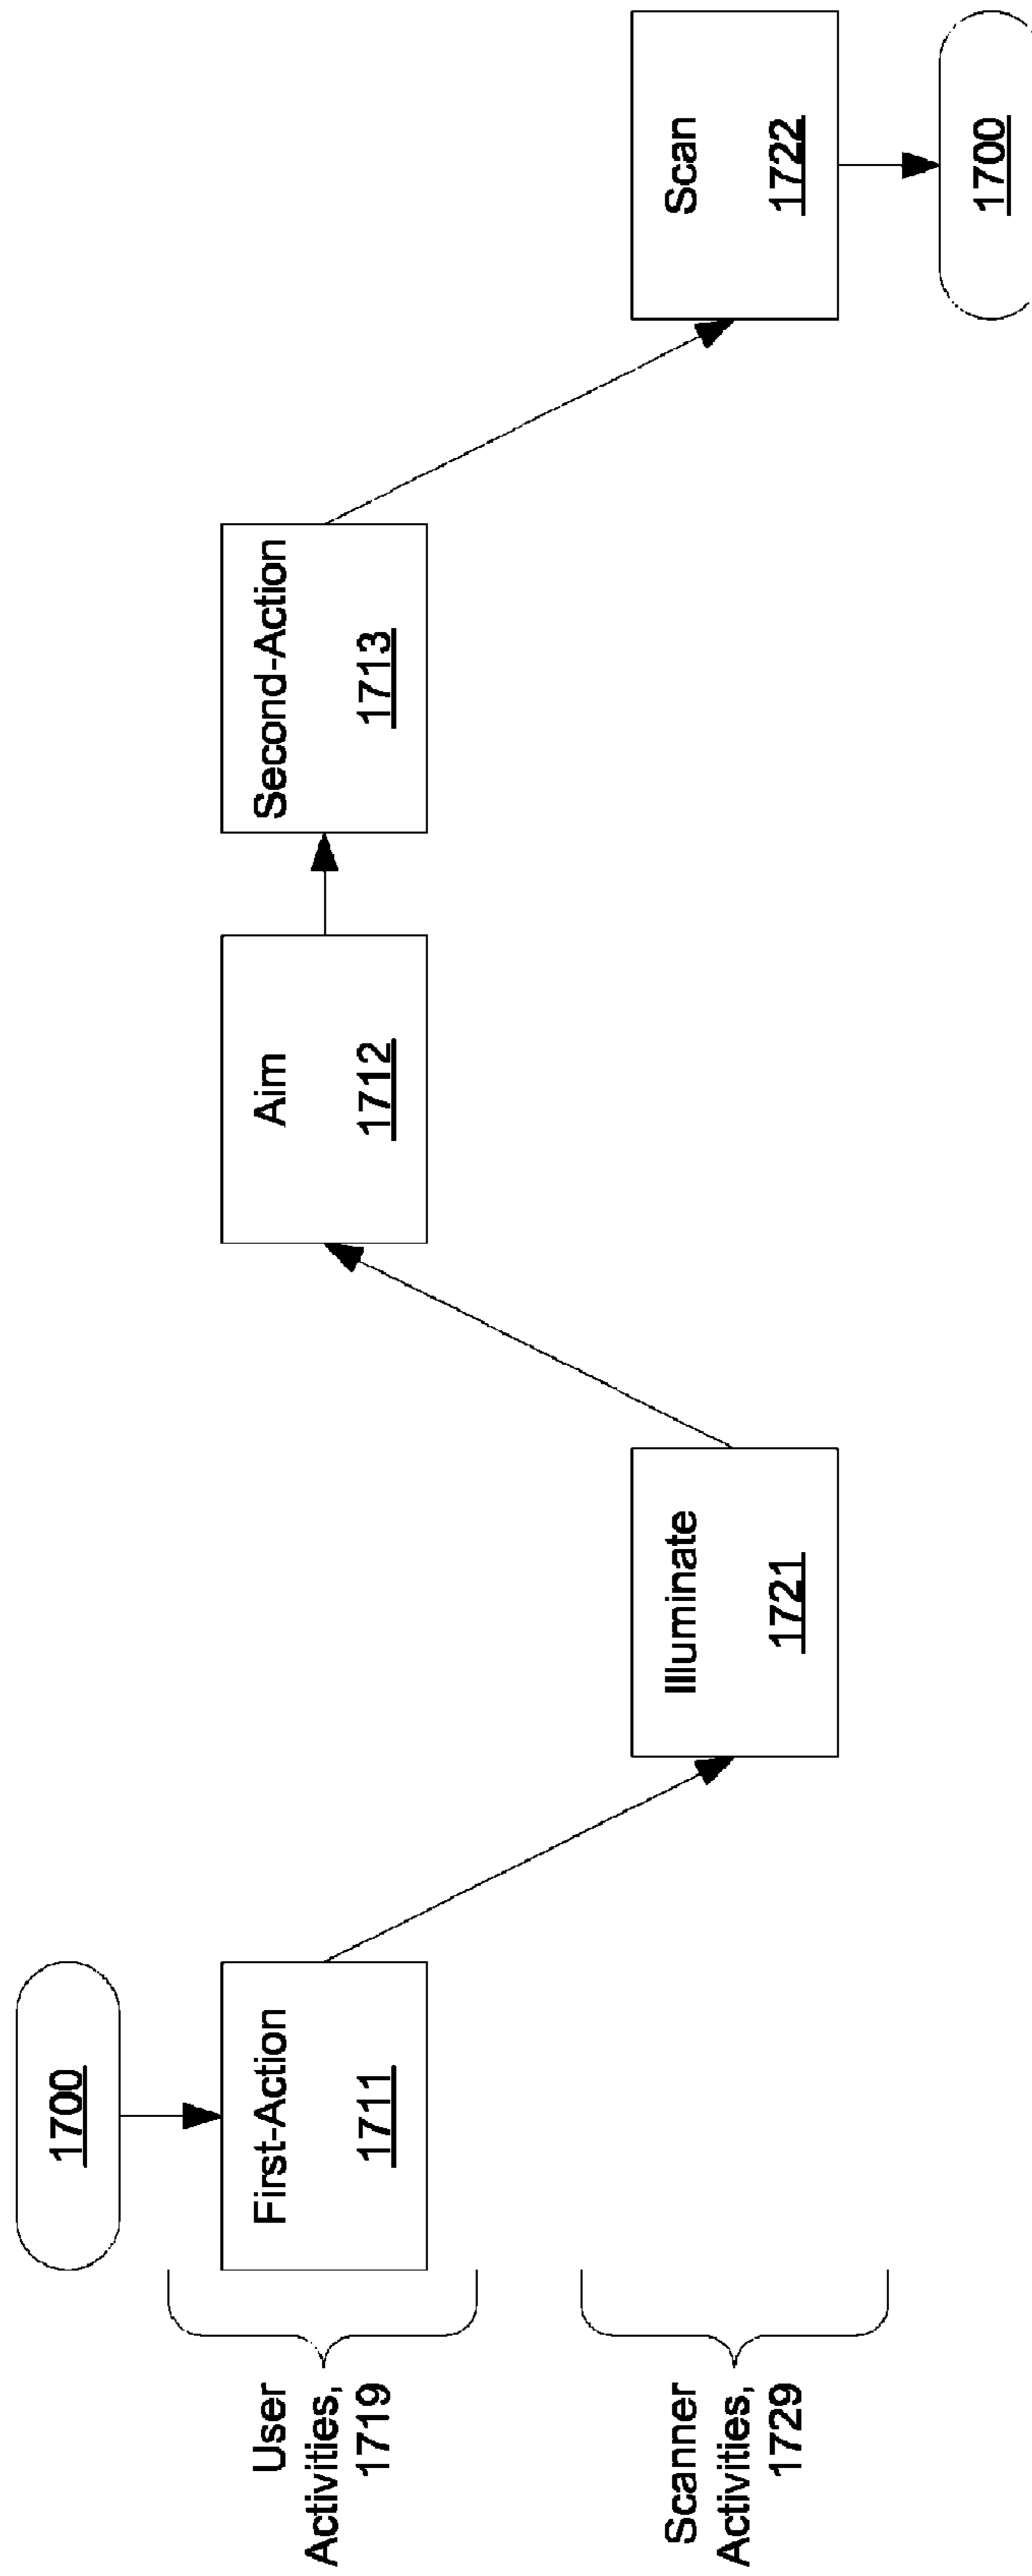 1700
User
Activities,
1719
First-Action
1711
Aim
1712
Second-Action
1713
Scanner
Activities,
1729
Illuminate
1721
Scan
1722
1700